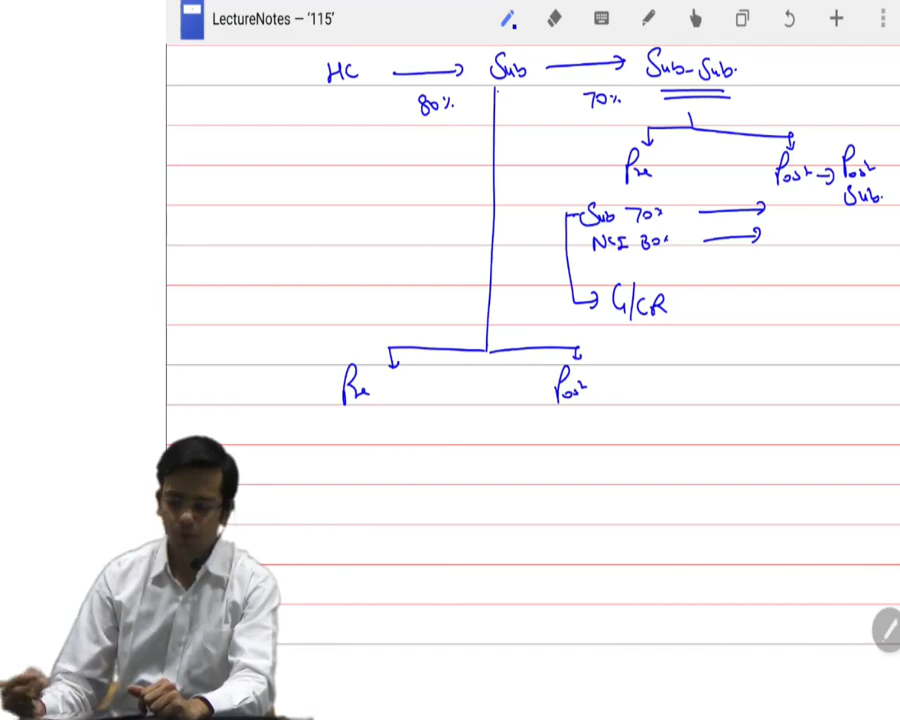 LectureNotes – ‘115’
HC → Sub → Sub-Sub.
80% 70%
Pre Post → Post
Sub.
Sub 70%
NCI 30%
G/CR
Pre Post